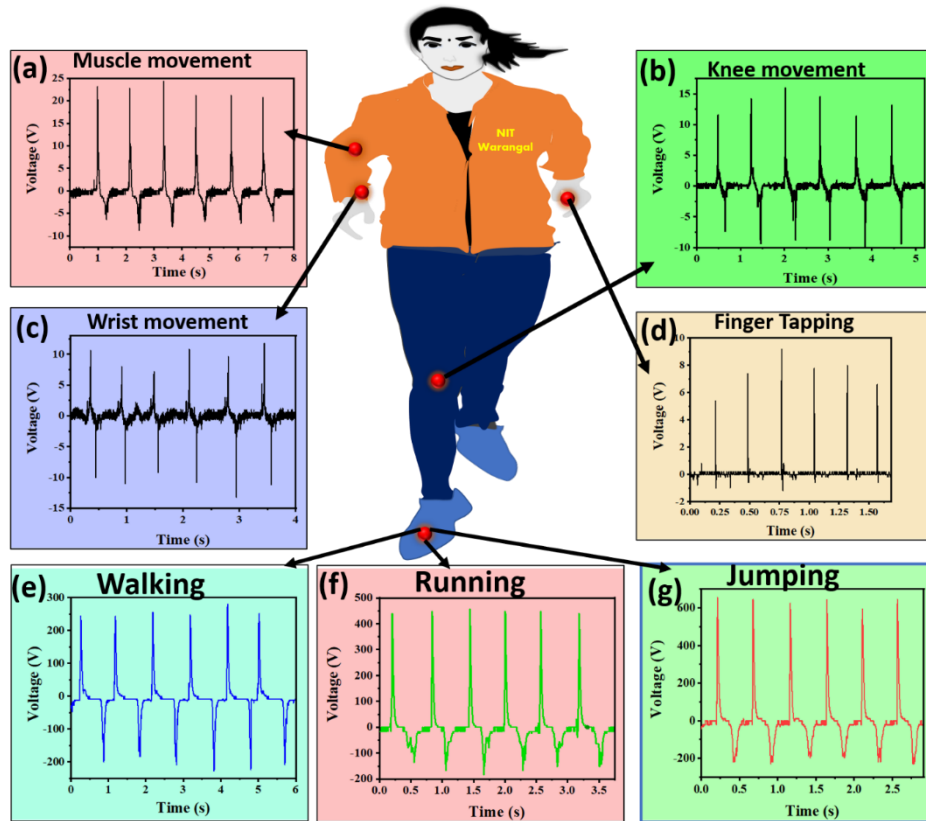 (a)
Muscle movement
Voltage (V)
25
20
15
10
5
0
-5
-10
0 1 2 3 4 5 6 7 8
Time (s)
NIT
Warangal
(b)
Knee movement
Voltage (V)
15
10
5
0
-5
-10
0 1 2 3 4 5
Time (s)
(c)
Wrist movement
Voltage (V)
10
5
0
-5
-10
-15
0 1 2 3 4
Time (s)
(d)
Finger Tapping
Voltage (V)
10
8
6
4
2
0
-2
0.00 0.25 0.50 0.75 1.00 1.25 1.50
Time (s)
(e)
Walking
Voltage (V)
300
200
100
0
-100
-200
0 1 2 3 4 5 6
Time (s)
(f)
Running
Voltage (V)
500
400
300
200
100
0
-100
-200
0.0 0.5 1.0 1.5 2.0 2.5 3.0 3.5
Time (s)
(g)
Jumping
Voltage (V)
600
400
200
0
-200
0.0 0.5 1.0 1.5 2.0 2.5
Time (s)